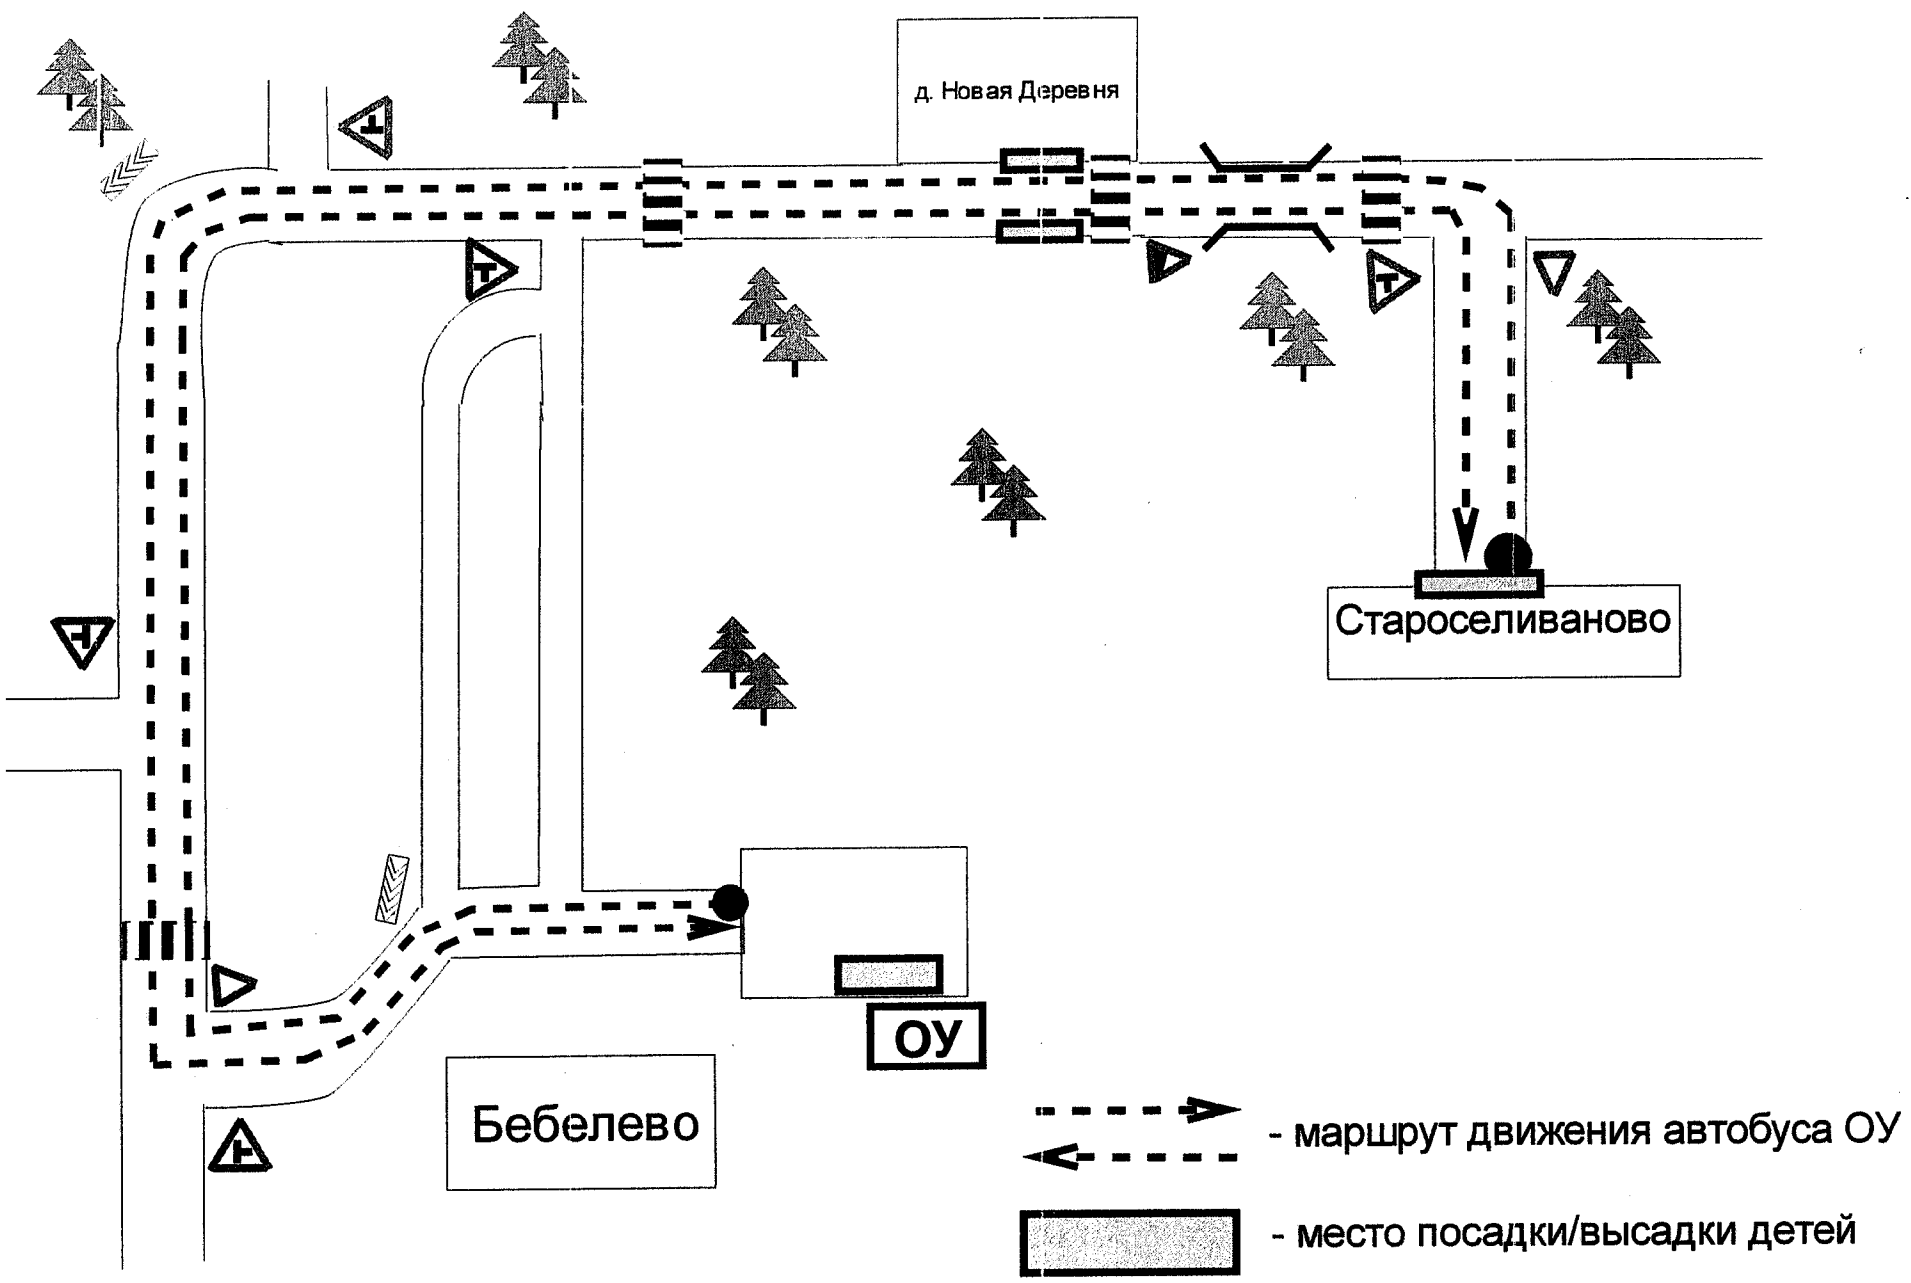 д. Новая Деревня
Староселиваново
ОУ
Бебелево
- маршрут движения автобуса ОУ
- место посадки/высадки детей